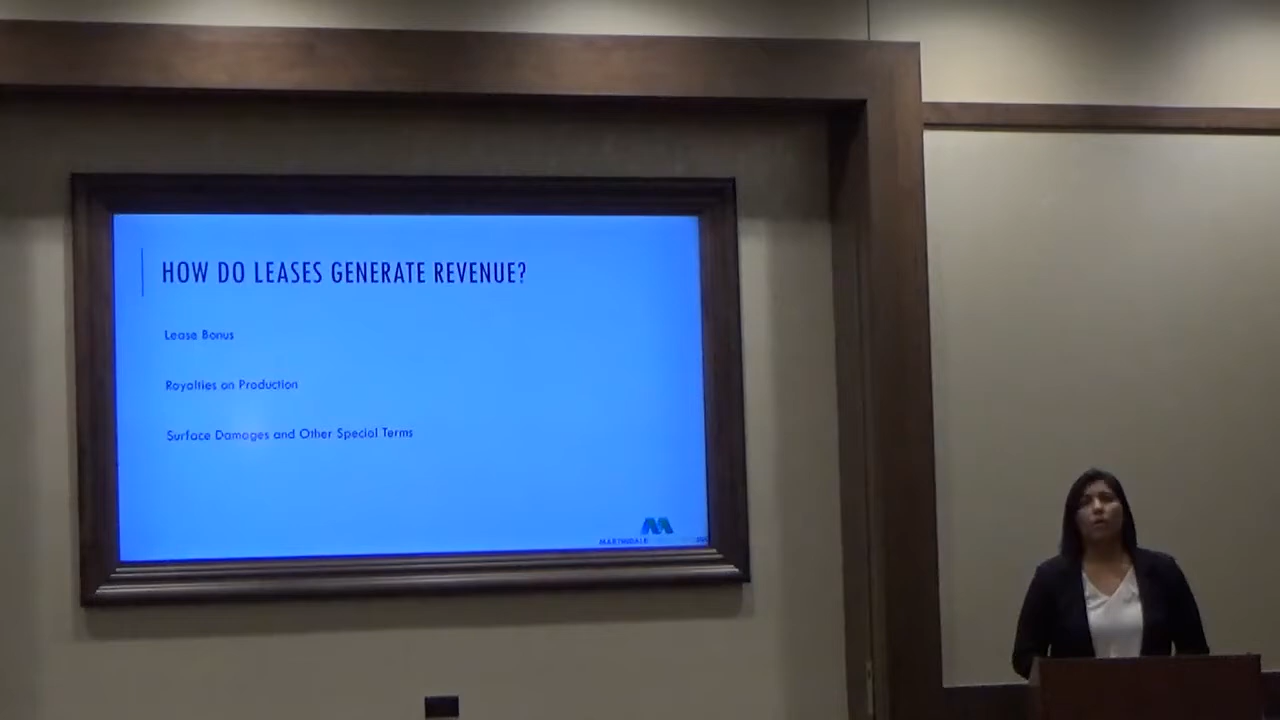 HOW DO LEASES GENERATE REVENUE?
Lease Bonus
Royalties on Production
Surface Damages and Other Special Terms
MARTINDALE